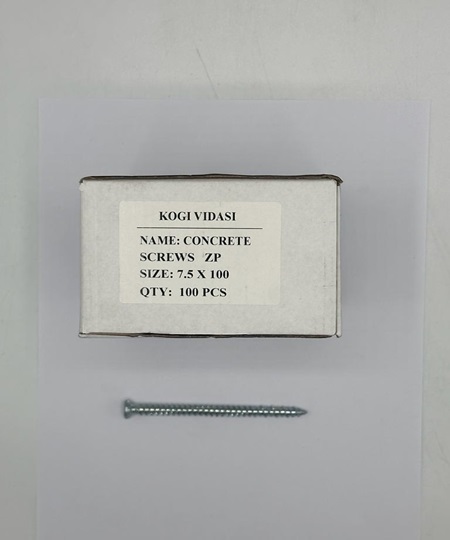 KOGI VIDASI
NAME: CONCRETE
SCREWS ZP
SIZE: 7.5 X 100
QTY: 100 PCS